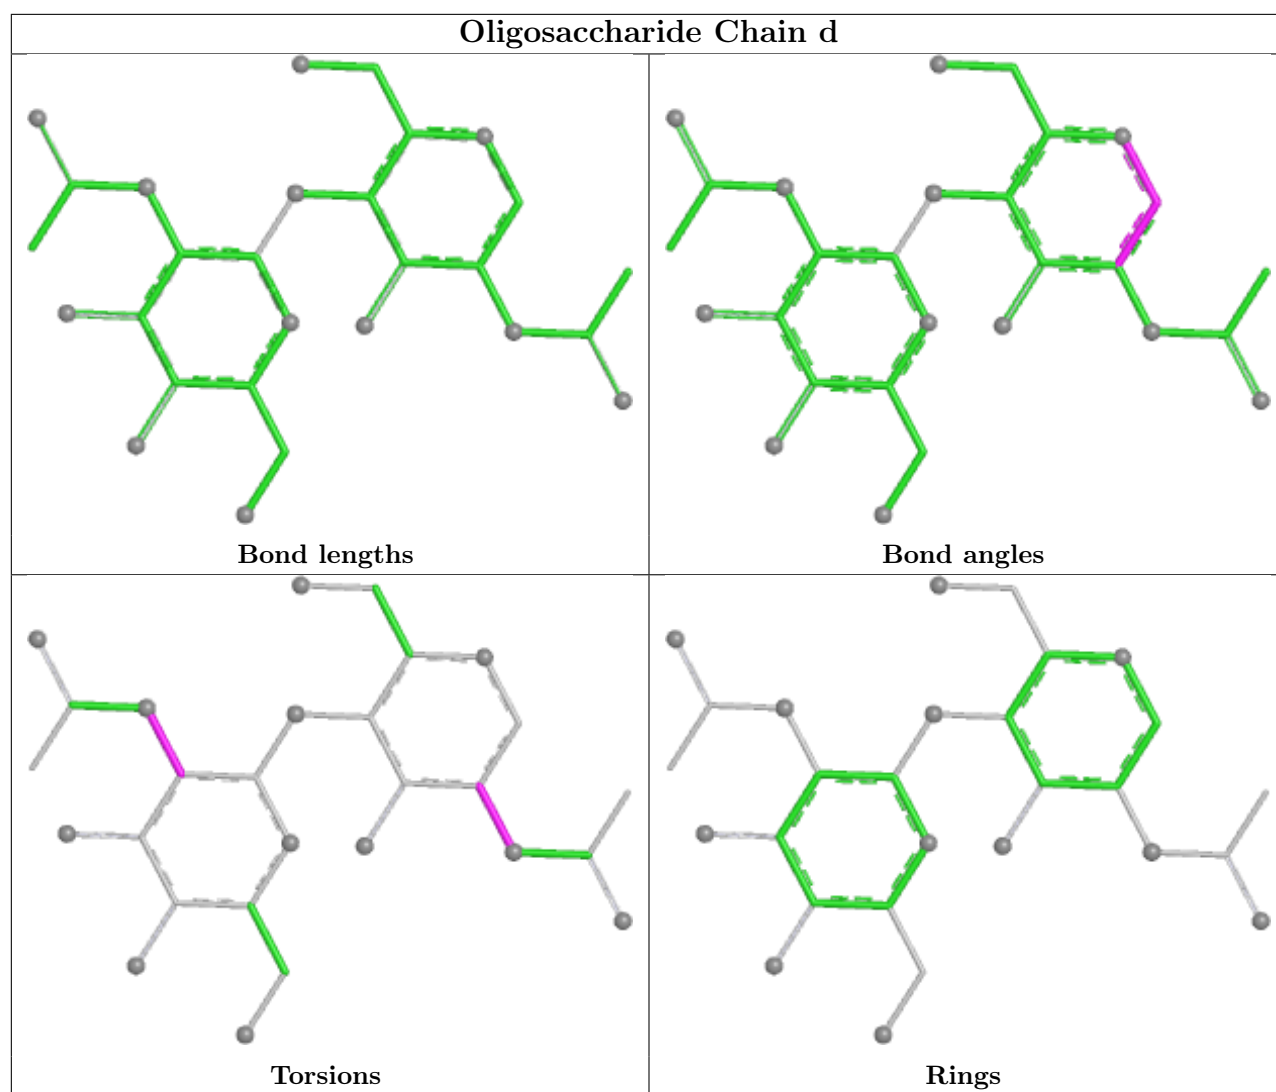 Oligosaccharide Chain d
Bond lengths
Bond angles
Torsions
Rings